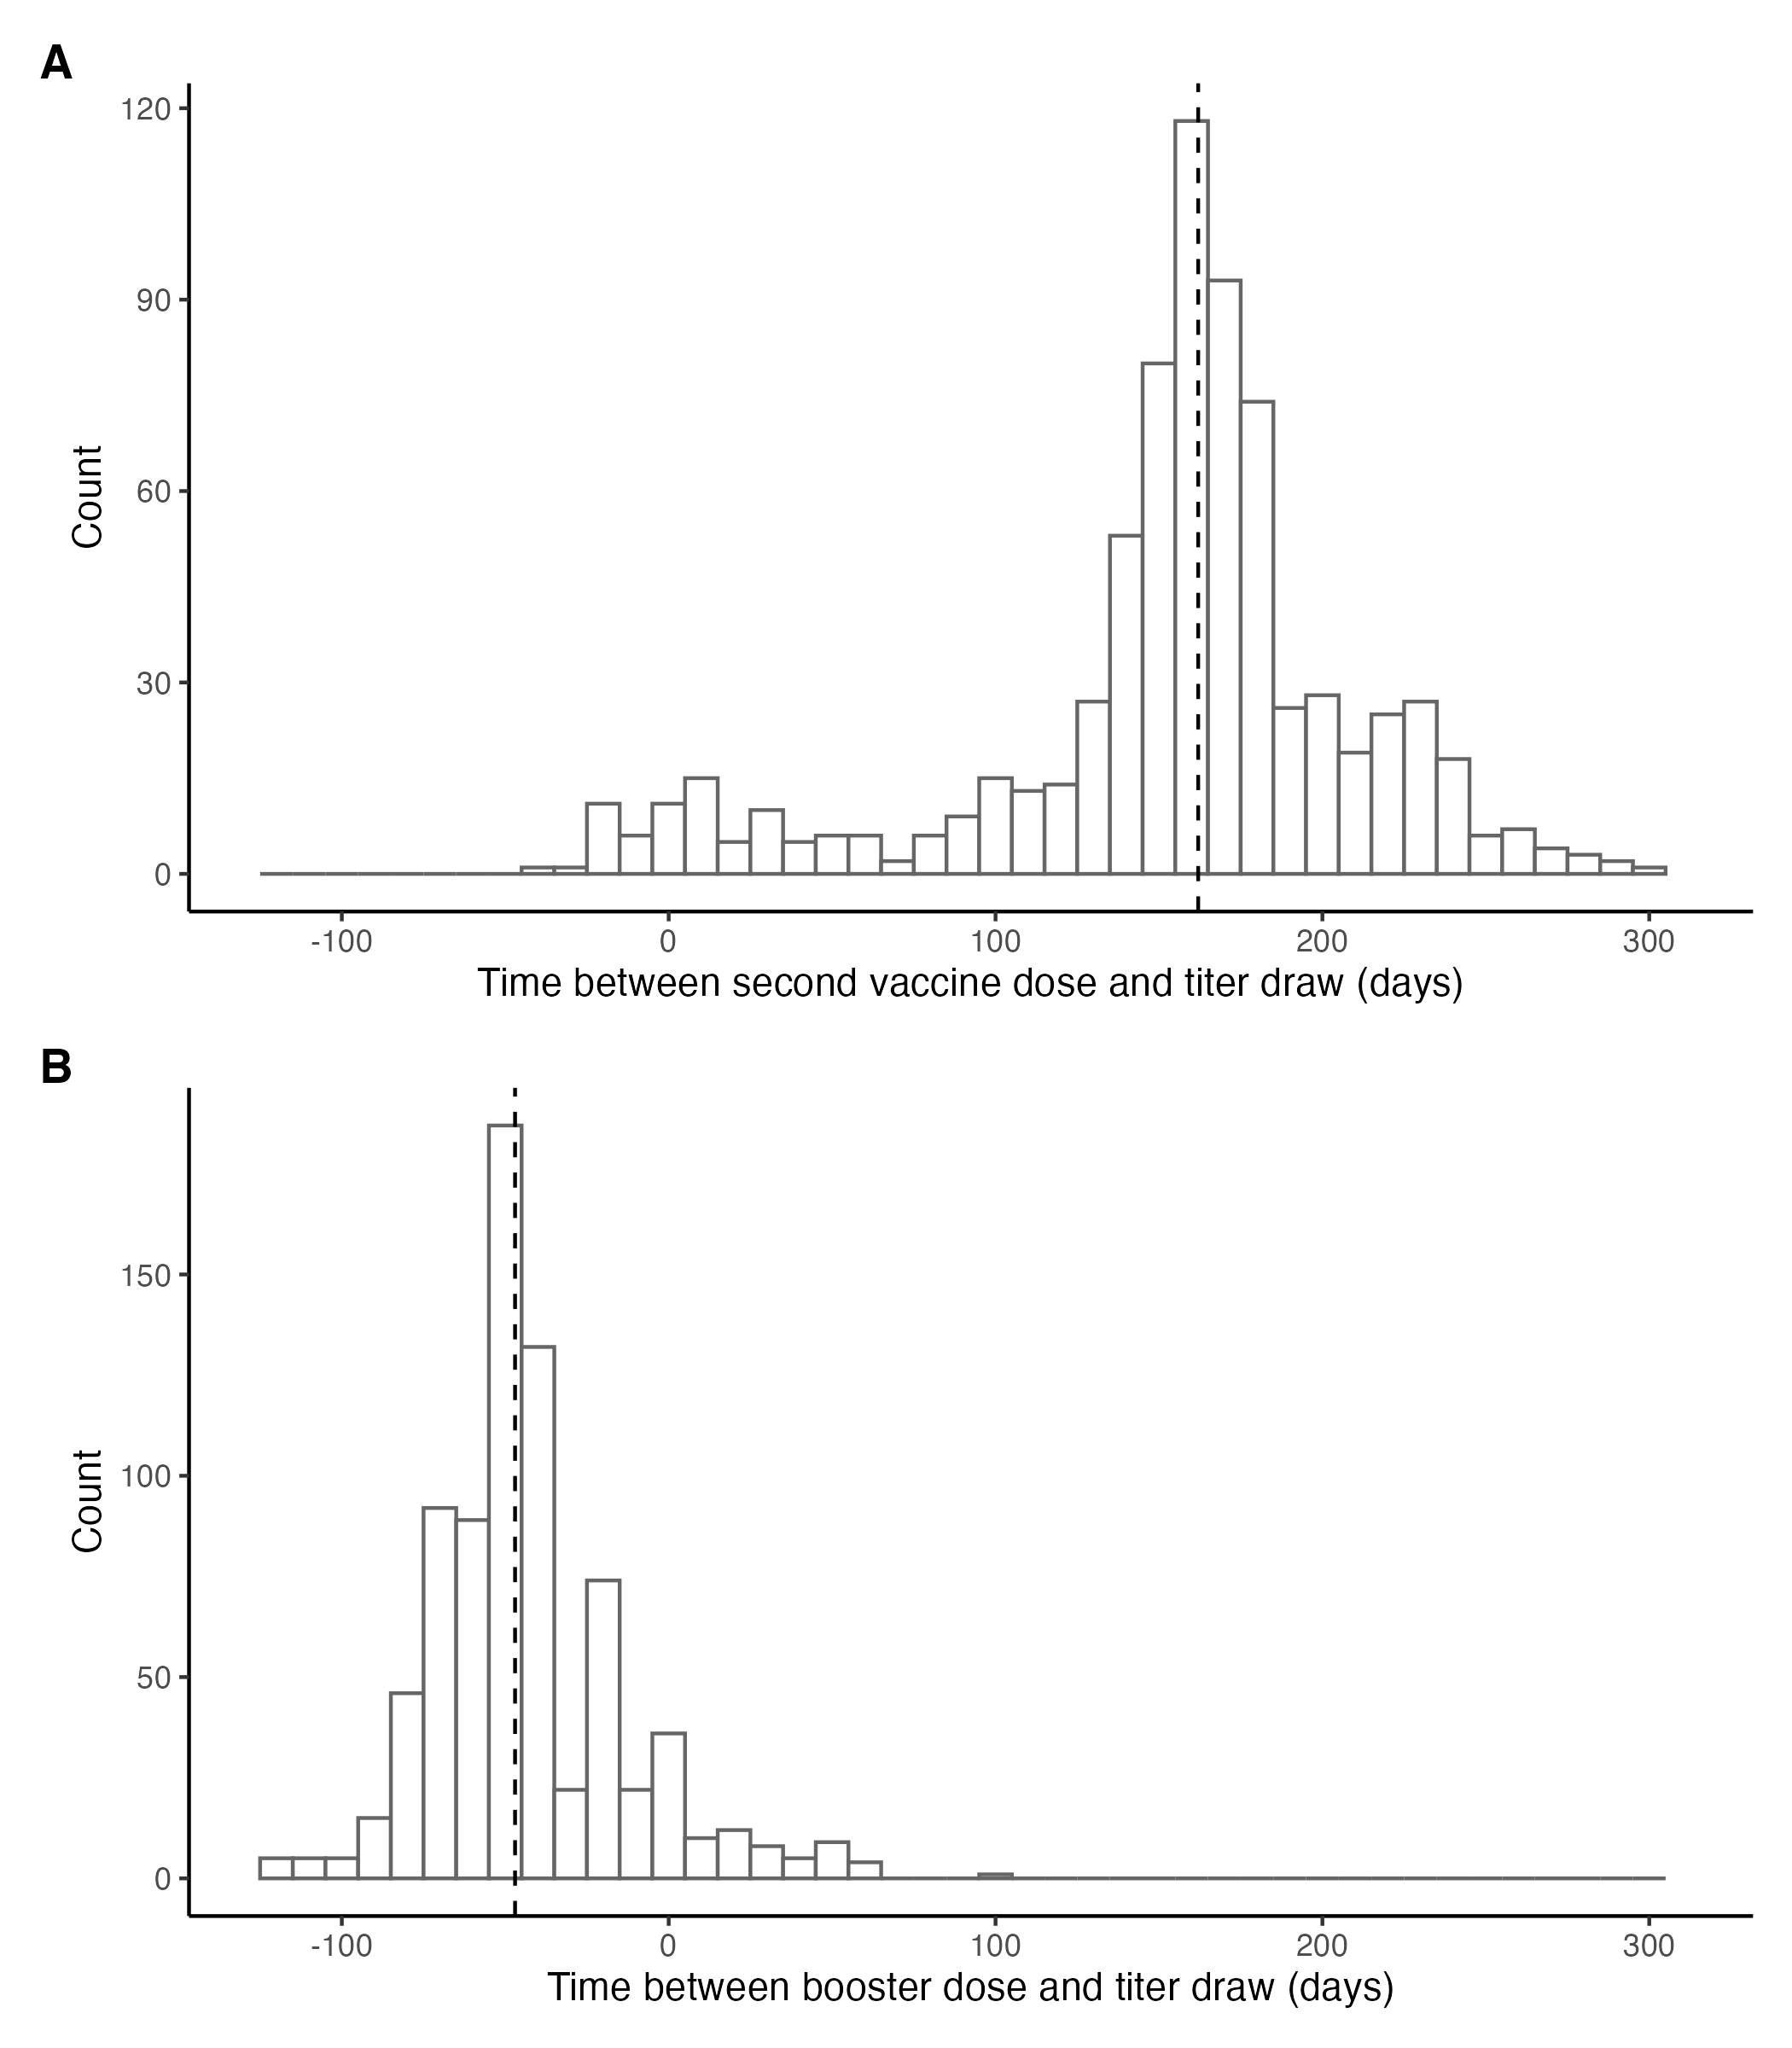 A
120
90
60
30
0
Count
-100 0 100 200 300
Time between second vaccine dose and titer draw (days)
B
150
100
50
0
Count
-100 0 100 200 300
Time between booster dose and titer draw (days)